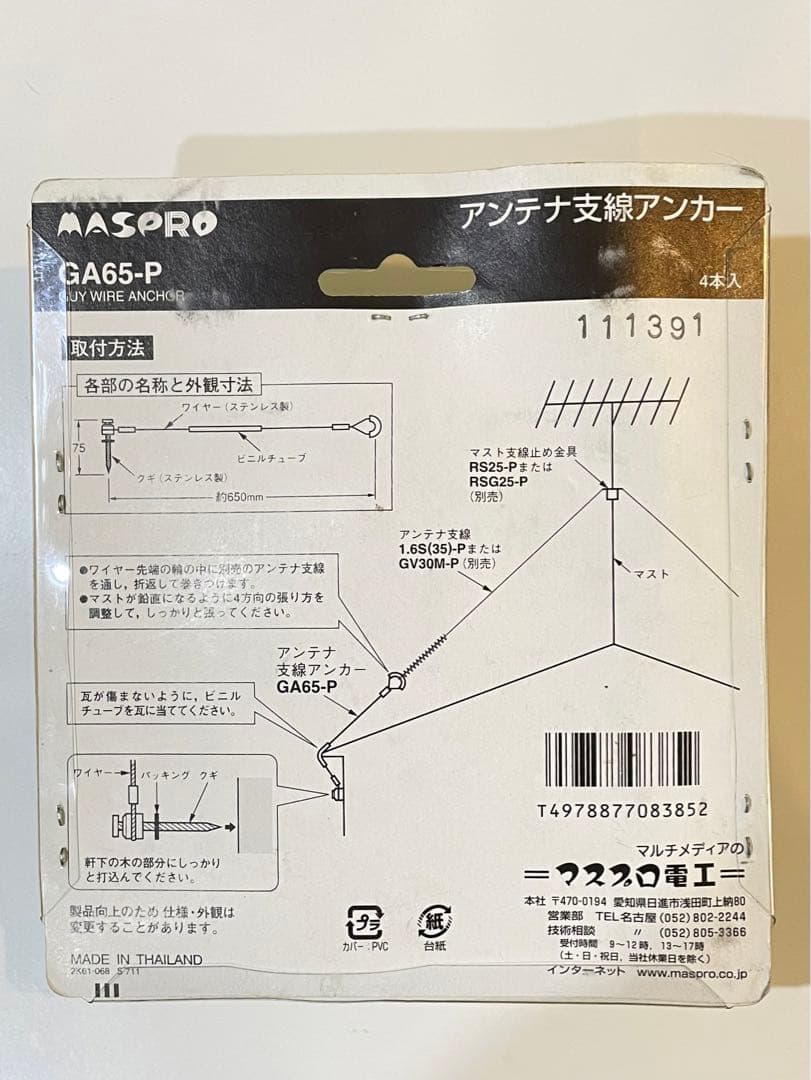 MASPRO
アンテナ支線アンカー
GA65-P
GUY WIRE ANCHOR
4本入
111391
取付方法
各部の名称と外観寸法
ワイヤー(ステンレス製)
75
ビニルチューブ
クギ(ステンレス製)
約650mm
マスト支線止め金具
RS25-Pまたは
RSG25-P
(別売)
アンテナ支線
1.6S(35)-Pまたは
GV30M-P(別売)
マスト
●ワイヤー先端の輪の中に別売のアンテナ支線
を通し,折返して巻きつけます。
●マストが鉛直になるように4方向の張り方を
調整して,しっかりと張ってください。
アンテナ
支線アンカー
GA65-P
瓦が傷まないように,ビニル
チューブを瓦に当ててください。
ワイヤー
パッキング
クギ
軒下の木の部分にしっかり
と打込んでください。
T4978877083852
マルチメディアの
マスプロ電工
本社 〒470-0194 愛知県日進市浅田町上納80
営業部 TEL名古屋(052)802-2244
技術相談 〃 (052)805-3366
受付時間 9~12時, 13~17時
(土・日・祝日, 当社休業日を除く)
インターネット www.maspro.co.jp
製品向上のため 仕様・外観は
変更することがあります。
プラ
カバー:PVC
紙
台紙
MADE IN THAILAND
2K61-068 S711